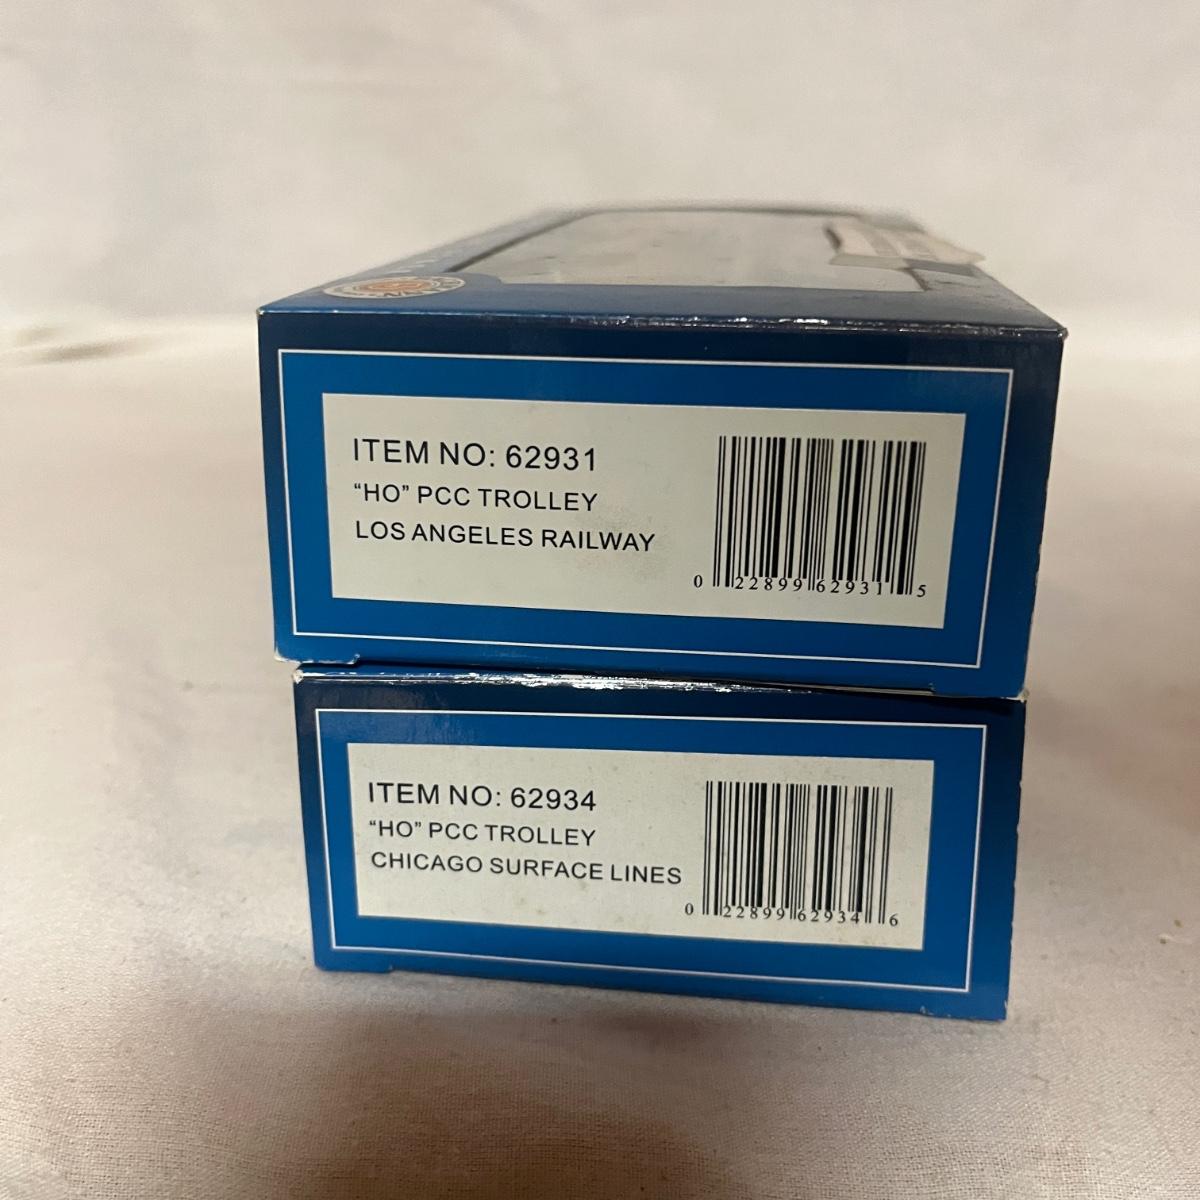 ITEM NO: 62931
“HO” PCC TROLLEY
LOS ANGELES RAILWAY
0 22899 62931 5
ITEM NO: 62934
“HO” PCC TROLLEY
CHICAGO SURFACE LINES
0 22899 62934 6